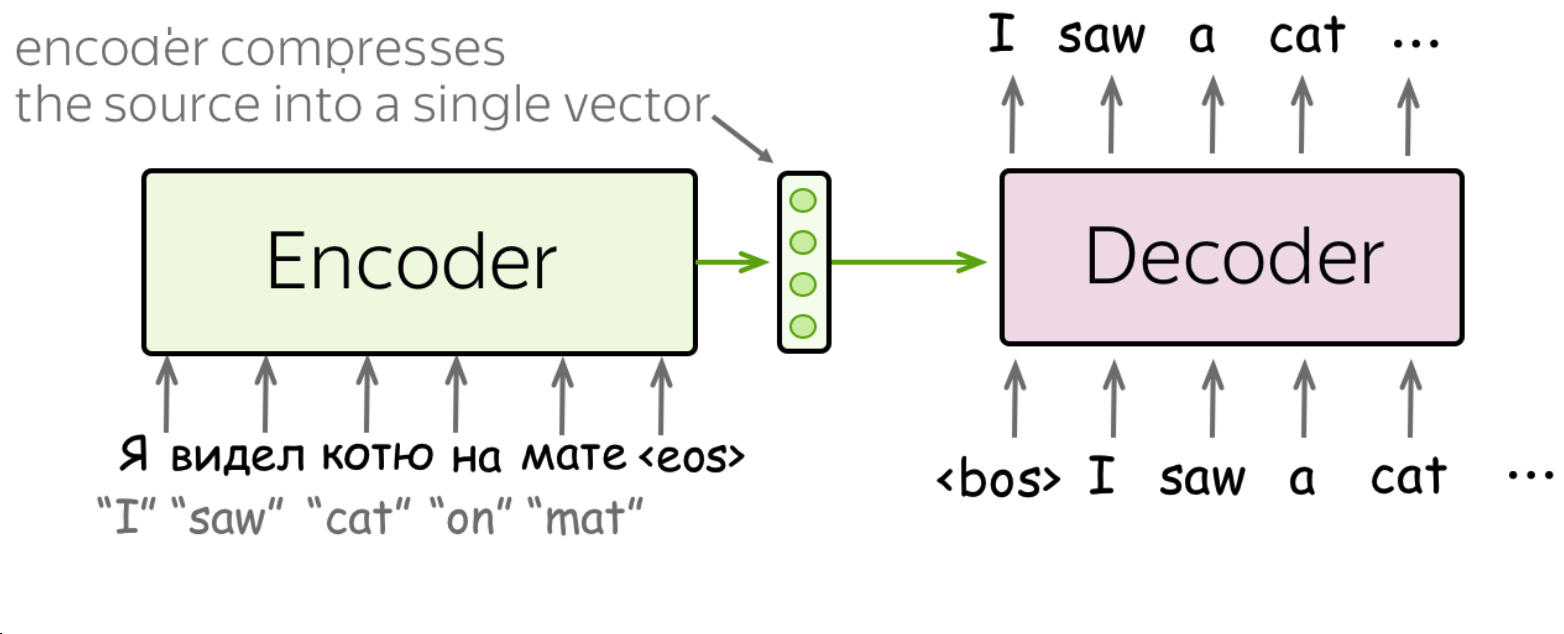 encoder compresses
the source into a single vector
I saw a cat ...
Encoder
Decoder
Я видел котю на мате <eos>
“I” “saw” “cat” “on” “mat”
<bos> I saw a cat ...